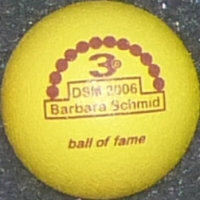 3e
DSM 2006
Barbara Schmid
ball of fame